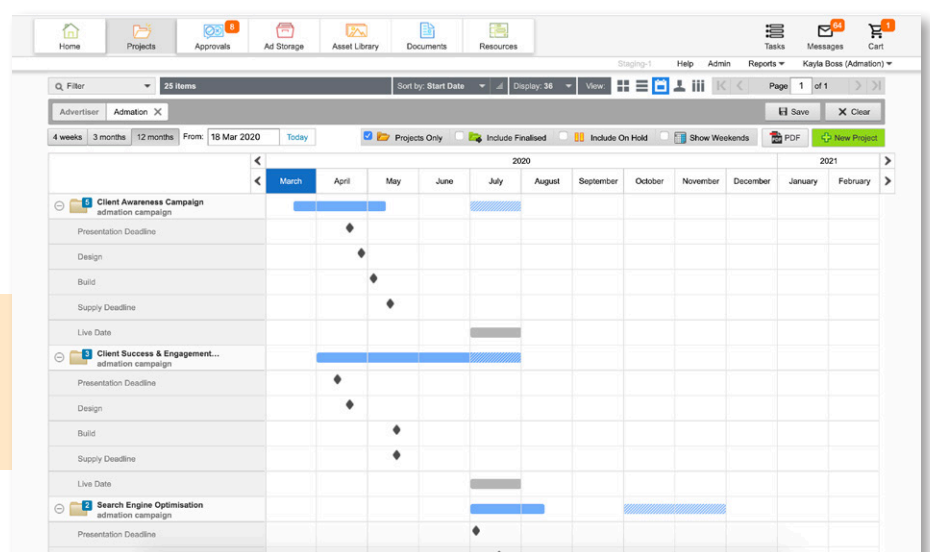 6
64
1
Home Projects Approvals Ad Storage Asset Library Documents Resources Tasks Messages Cart
Staging-1 Help Admin Reports Kayla Boss (Admation)
Filter 25 items Sort by: Start Date Display: 36 View: Page 1 of 1
Advertiser Admation X Save X Clear
4 weeks 3 months 12 months From: 18 Mar 2020 Today Projects Only Include Finalised Include On Hold Show Weekends PDF New Project
2020 2021
March April May June July August September October November December January February
5 Client Awareness Campaign
admation campaign
Presentation Deadline
Design
Build
Supply Deadline
Live Date
3 Client Success & Engagement...
admation campaign
Presentation Deadline
Design
Build
Supply Deadline
Live Date
2 Search Engine Optimisation
admation campaign
Presentation Deadline